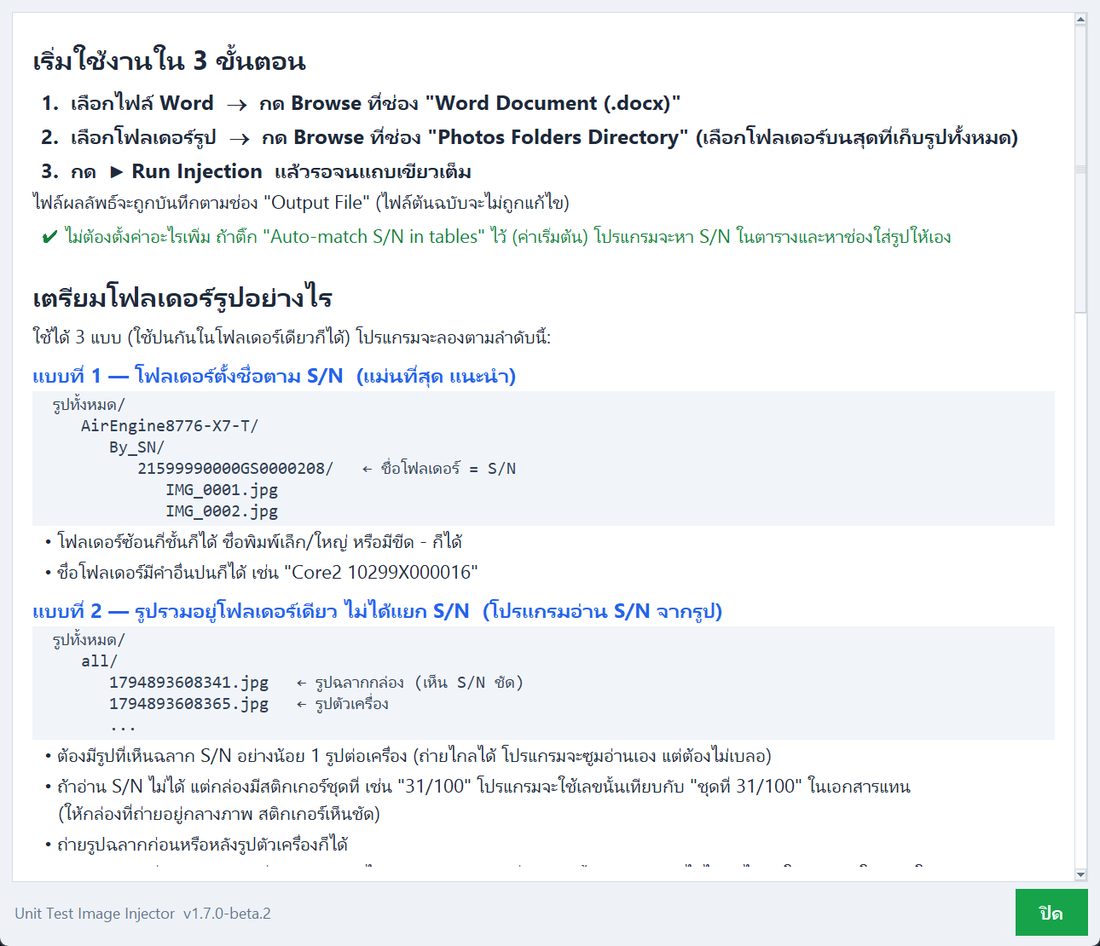 เริ่มใช้งานใน 3 ขั้นตอน
1. เลือกไฟล์ Word → กด Browse ที่ช่อง "Word Document (.docx)"
2. เลือกโฟลเดอร์รูป → กด Browse ที่ช่อง "Photos Folders Directory" (เลือกโฟลเดอร์บนสุดที่เก็บรูปทั้งหมด)
3. กด ► Run Injection แล้วรอจนแถบเขียวเต็ม
ไฟล์ผลลัพธ์จะถูกบันทึกตามช่อง "Output File" (ไฟล์ต้นฉบับจะไม่ถูกแก้ไข)
✔ ไม่ต้องตั้งค่าอะไรเพิ่ม ถ้าติ๊ก "Auto-match S/N in tables" ไว้ (ค่าเริ่มต้น) โปรแกรมจะหา S/N ในตารางและหาช่องใส่รูปให้เอง
เตรียมโฟลเดอร์รูปอย่างไร
ใช้ได้ 3 แบบ (ใช้ปนกันในโฟลเดอร์เดียวก็ได้) โปรแกรมจะลองตามลำดับนี้:
แบบที่ 1 — โฟลเดอร์ตั้งชื่อตาม S/N (แม่นที่สุด แนะนำ)
รูปทั้งหมด/
AirEngine8776-X7-T/
By_SN/
21599990000GS0000208/ ← ชื่อโฟลเดอร์ = S/N
IMG_0001.jpg
IMG_0002.jpg
• โฟลเดอร์ซ้อนกี่ชั้นก็ได้ ชื่อพิมพ์เล็ก/ใหญ่ หรือมีขีด - ก็ได้
• ชื่อโฟลเดอร์มีคำอื่นปนก็ได้ เช่น "Core2 10299X000016"
แบบที่ 2 — รูปรวมอยู่โฟลเดอร์เดียว ไม่ได้แยก S/N (โปรแกรมอ่าน S/N จากรูป)
รูปทั้งหมด/
all/
1794893608341.jpg ← รูปฉลากกล่อง (เห็น S/N ชัด)
1794893608365.jpg ← รูปตัวเครื่อง
...
• ต้องมีรูปที่เห็นฉลาก S/N อย่างน้อย 1 รูปต่อเครื่อง (ถ่ายไกลได้ โปรแกรมจะซูมอ่านเอง แต่ต้องไม่เบลอ)
• ถ้าอ่าน S/N ไม่ได้ แต่กล่องมีสติกเกอร์ชุดที่ เช่น "31/100" โปรแกรมจะใช้เลขนั้นเทียบกับ "ชุดที่ 31/100" ในเอกสารแทน
(ให้กล่องที่ถ่ายอยู่กลางภาพ สติกเกอร์เห็นชัด)
• ถ่ายรูปฉลากก่อนหรือหลังรูปตัวเครื่องก็ได้
Unit Test Image Injector v1.7.0-beta.2
ปิด